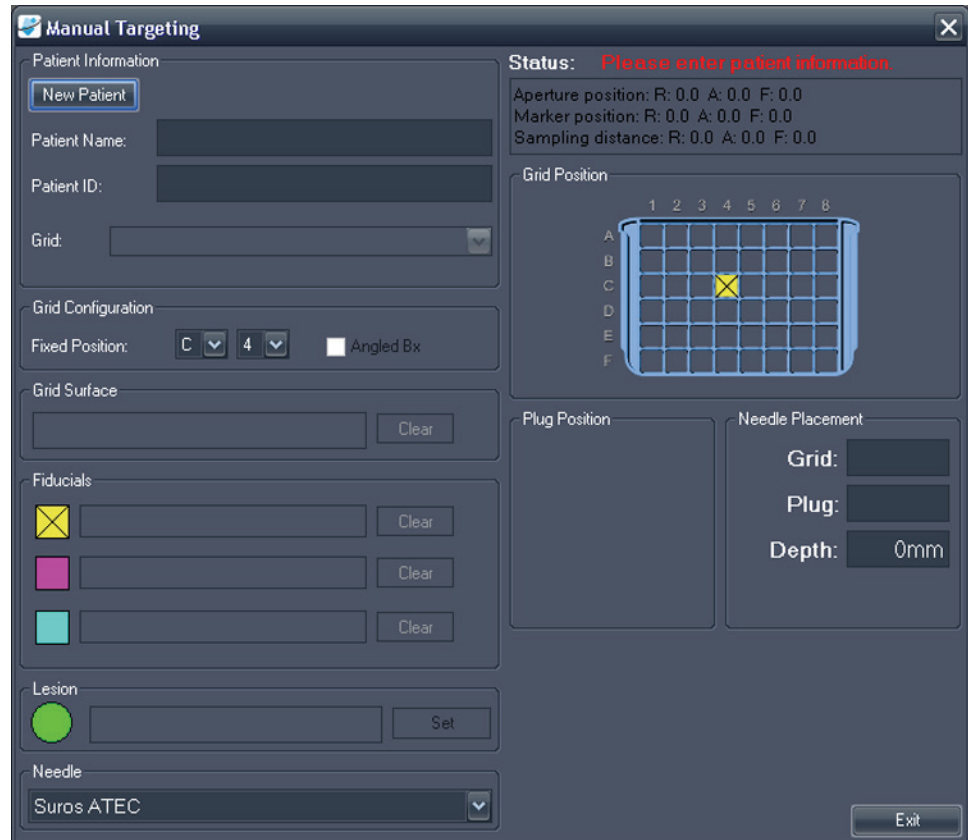 Manual Targeting
Patient Information
New Patient
Patient Name:
Patient ID:
Grid:
Grid Configuration
Fixed Position: C 4 Angled Bx
Grid Surface
Clear
Fiducials
Clear
Clear
Clear
Lesion
Set
Needle
Suros ATEC
Status: Please enter patient information.
Aperture position: R: 0.0 A: 0.0 F: 0.0
Marker position: R: 0.0 A: 0.0 F: 0.0
Sampling distance: R: 0.0 A: 0.0 F: 0.0
Grid Position
1 2 3 4 5 6 7 8
A
B
C
D
E
F
Plug Position
Needle Placement
Grid:
Plug:
Depth: 0mm
Exit